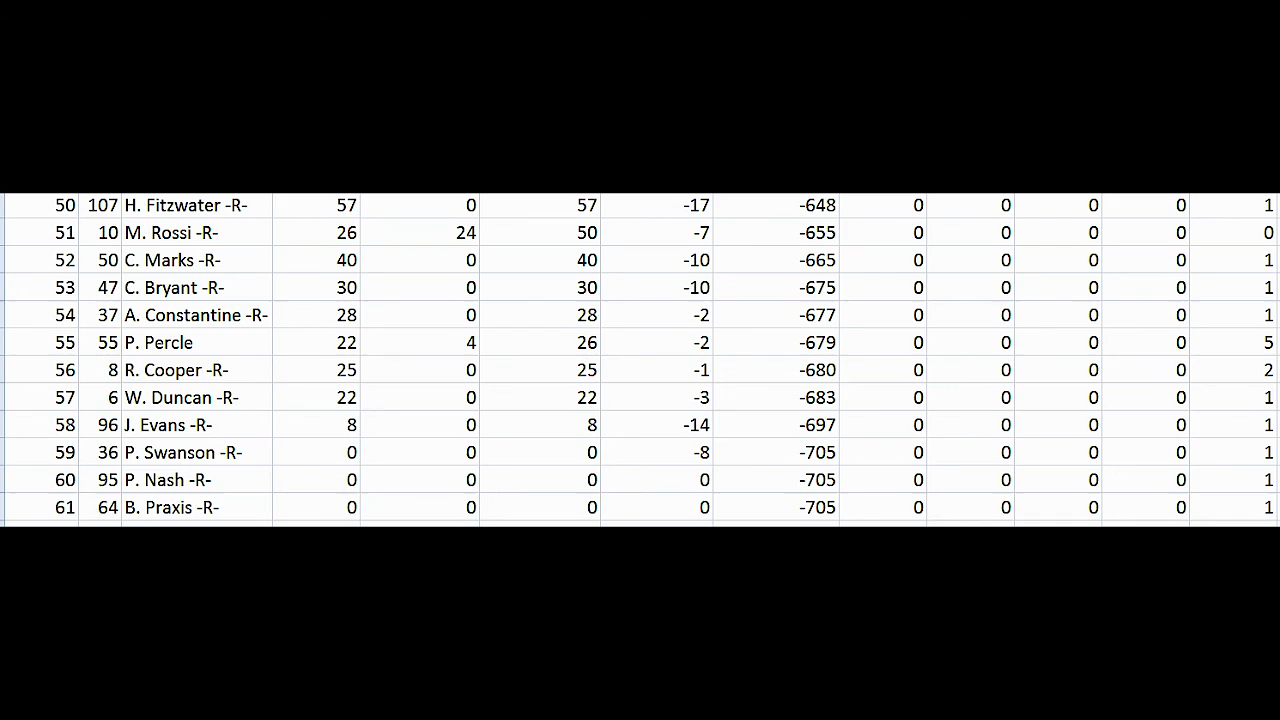 50 107 H. Fitzwater -R- 57 0 57 -17 -648 0 0 0 0 1
51 10 M. Rossi -R- 26 24 50 -7 -655 0 0 0 0 0
52 50 C. Marks -R- 40 0 40 -10 -665 0 0 0 0 1
53 47 C. Bryant -R- 30 0 30 -10 -675 0 0 0 0 1
54 37 A. Constantine -R- 28 0 28 -2 -677 0 0 0 0 1
55 55 P. Percle 22 4 26 -2 -679 0 0 0 0 5
56 8 R. Cooper -R- 25 0 25 -1 -680 0 0 0 0 2
57 6 W. Duncan -R- 22 0 22 -3 -683 0 0 0 0 1
58 96 J. Evans -R- 8 0 8 -14 -697 0 0 0 0 1
59 36 P. Swanson -R- 0 0 0 -8 -705 0 0 0 0 1
60 95 P. Nash -R- 0 0 0 0 -705 0 0 0 0 1
61 64 B. Praxis -R- 0 0 0 0 -705 0 0 0 0 1